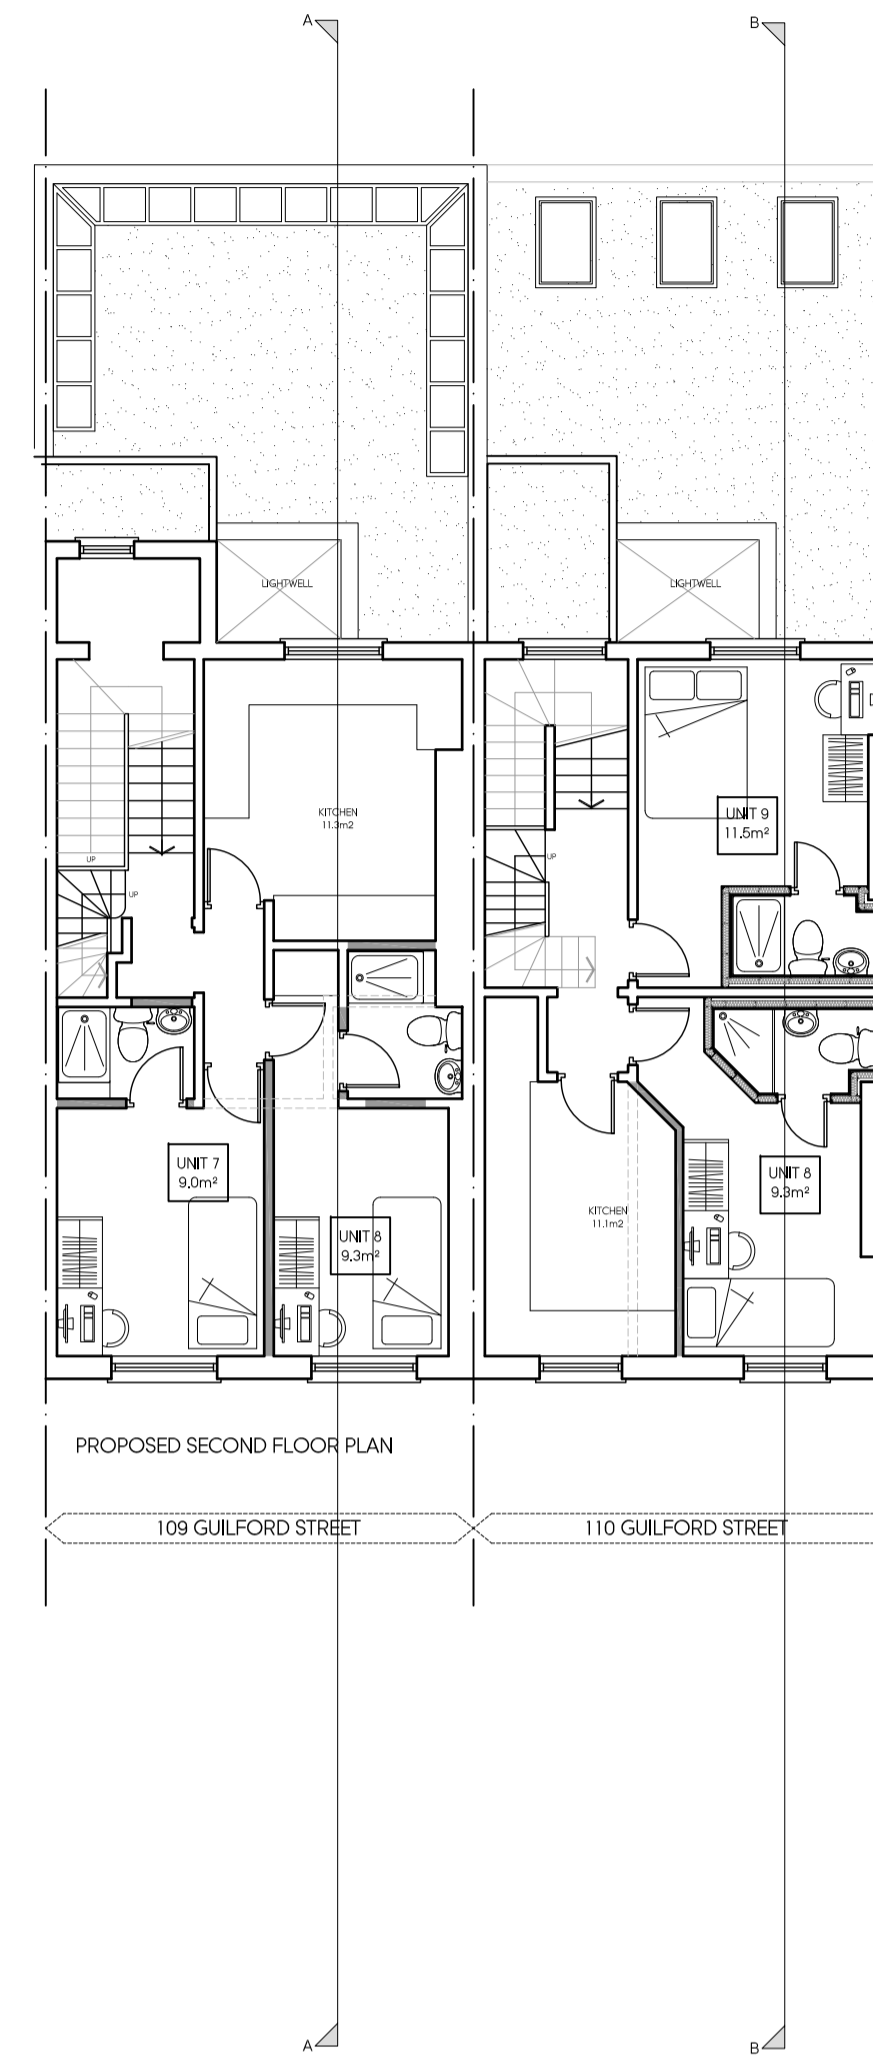 A
B
LIGHTWELL
LIGHTWELL
KITCHEN
11.3m2
UNIT 9
11.5m²
UP
UP
UP
UNIT 7
9.0m²
UNIT 8
9.3m²
UNIT 8
9.3m²
KITCHEN
11.1m2
PROPOSED SECOND FLOOR PLAN
109 GUILFORD STREET
110 GUILFORD STREET
A
B